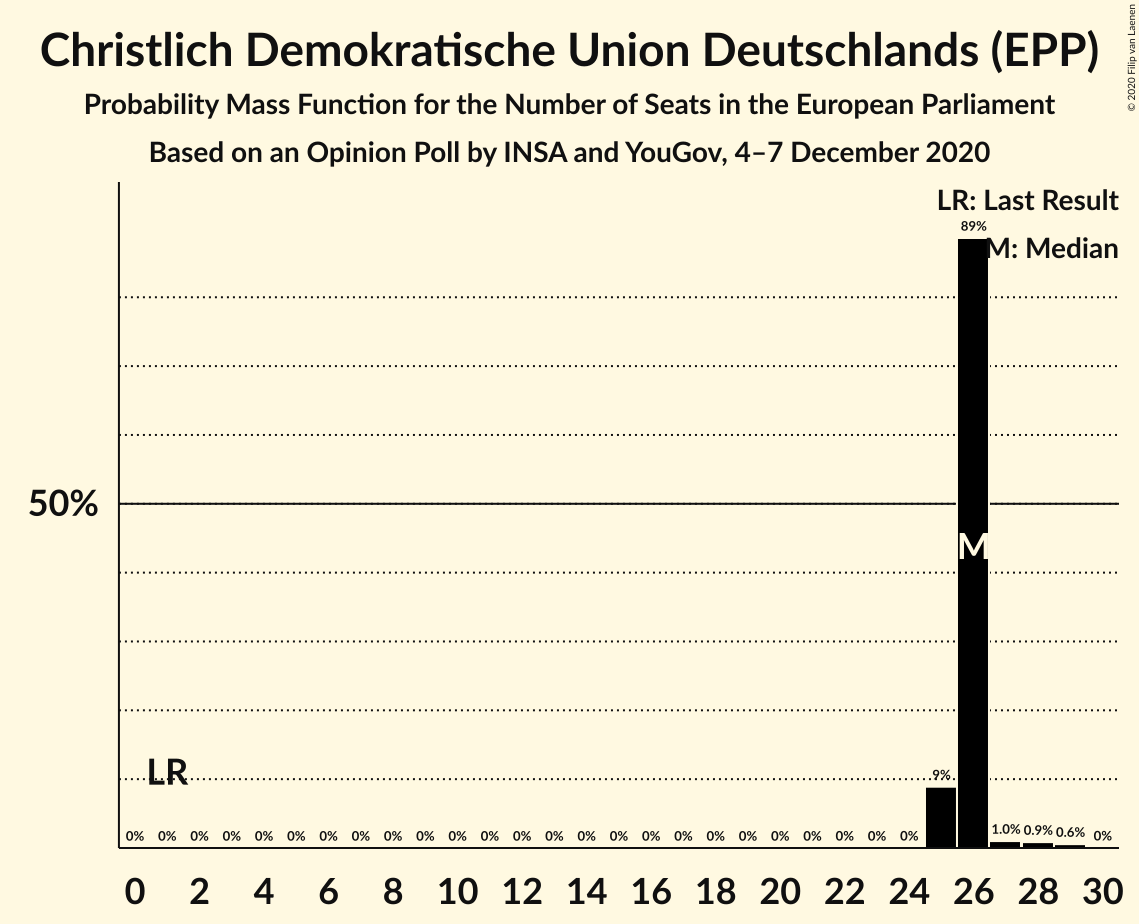 Christlich Demokratische Union Deutschlands (EPP)
Probability Mass Function for the Number of Seats in the European Parliament
Based on an Opinion Poll by INSA and YouGov, 4–7 December 2020
© 2020 Filip van Laenen
LR: Last Result
M: Median
89%
50%
M
LR
9%
0% 0% 0% 0% 0% 0% 0% 0% 0% 0% 0% 0% 0% 0% 0% 0% 0% 0% 0% 0% 0% 0% 0% 0% 0% 1.0% 0.9% 0.6% 0%
0 2 4 6 8 10 12 14 16 18 20 22 24 26 28 30